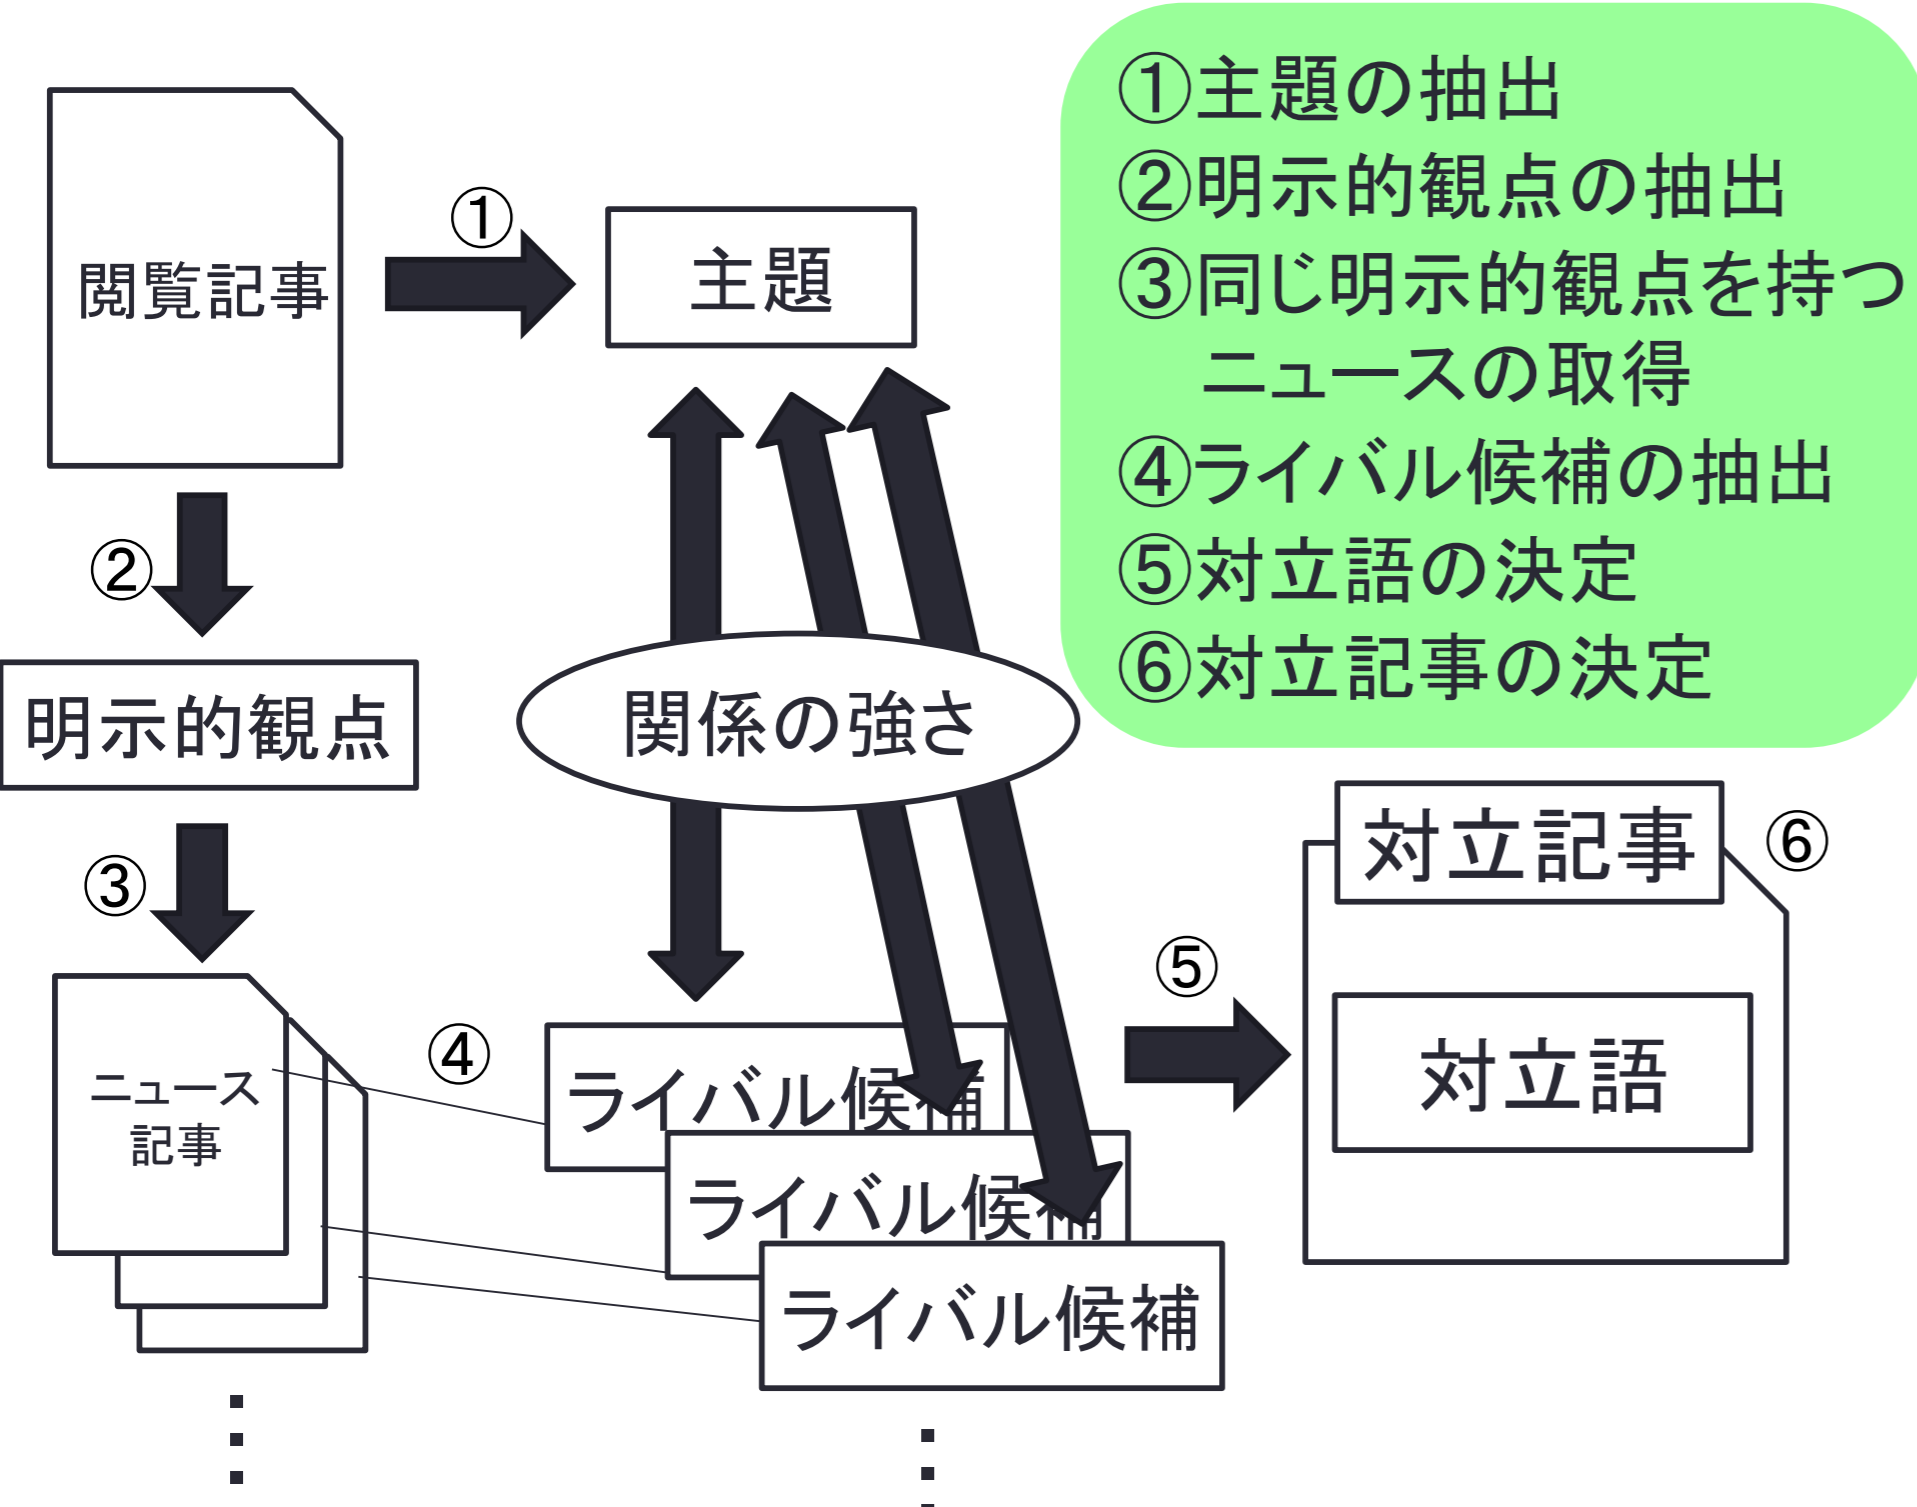 ①主題の抽出
②明示的観点の抽出
③同じ明示的観点を持つ
ニュースの取得
④ライバル候補の抽出
⑤対立語の決定
⑥対立記事の決定
閲覧記事
①
主題
②
明示的観点
関係の強さ
③
対立記事
⑥
④
⑤
ニュース
記事
ライバル候補
ライバル候補
ライバル候補
対立語